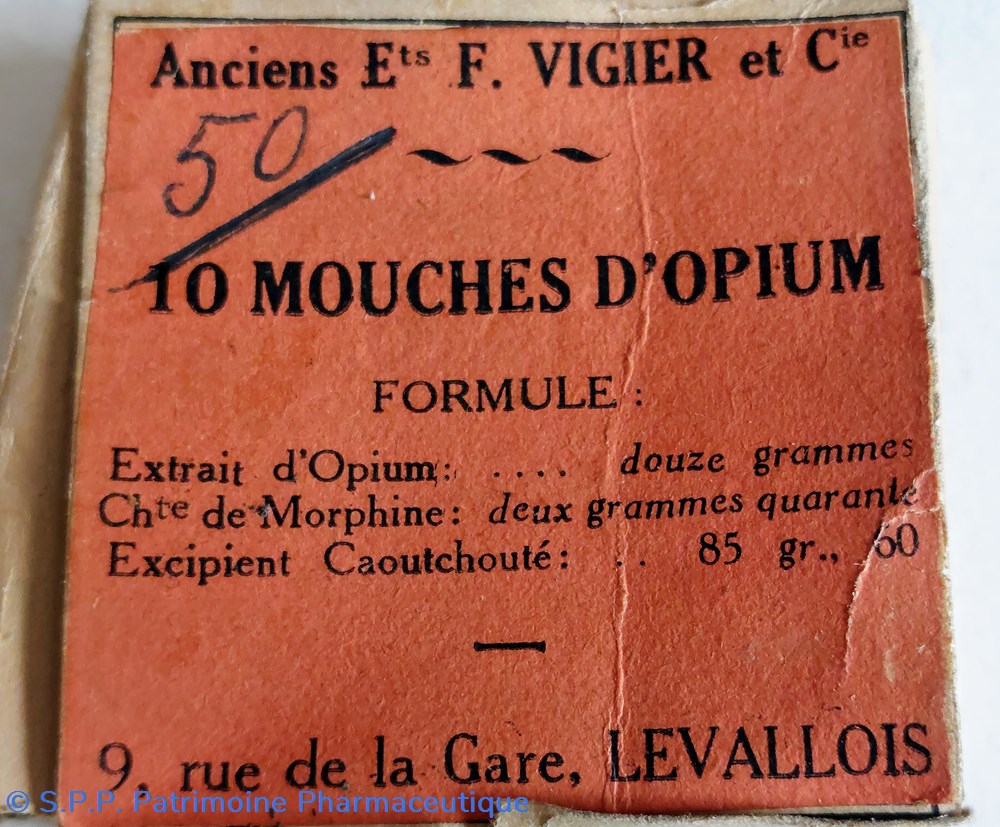 Anciens Ets F. VIGIER et Cie
50
10 MOUCHES D'OPIUM
FORMULE :
Extrait d'Opium: .... douze grammes
Chte de Morphine: deux grammes quarante
Excipient Caoutchouté: .. 85 gr., 60
9, rue de la Gare, LEVALLOIS
© S.P.P. Patrimoine Pharmaceutique